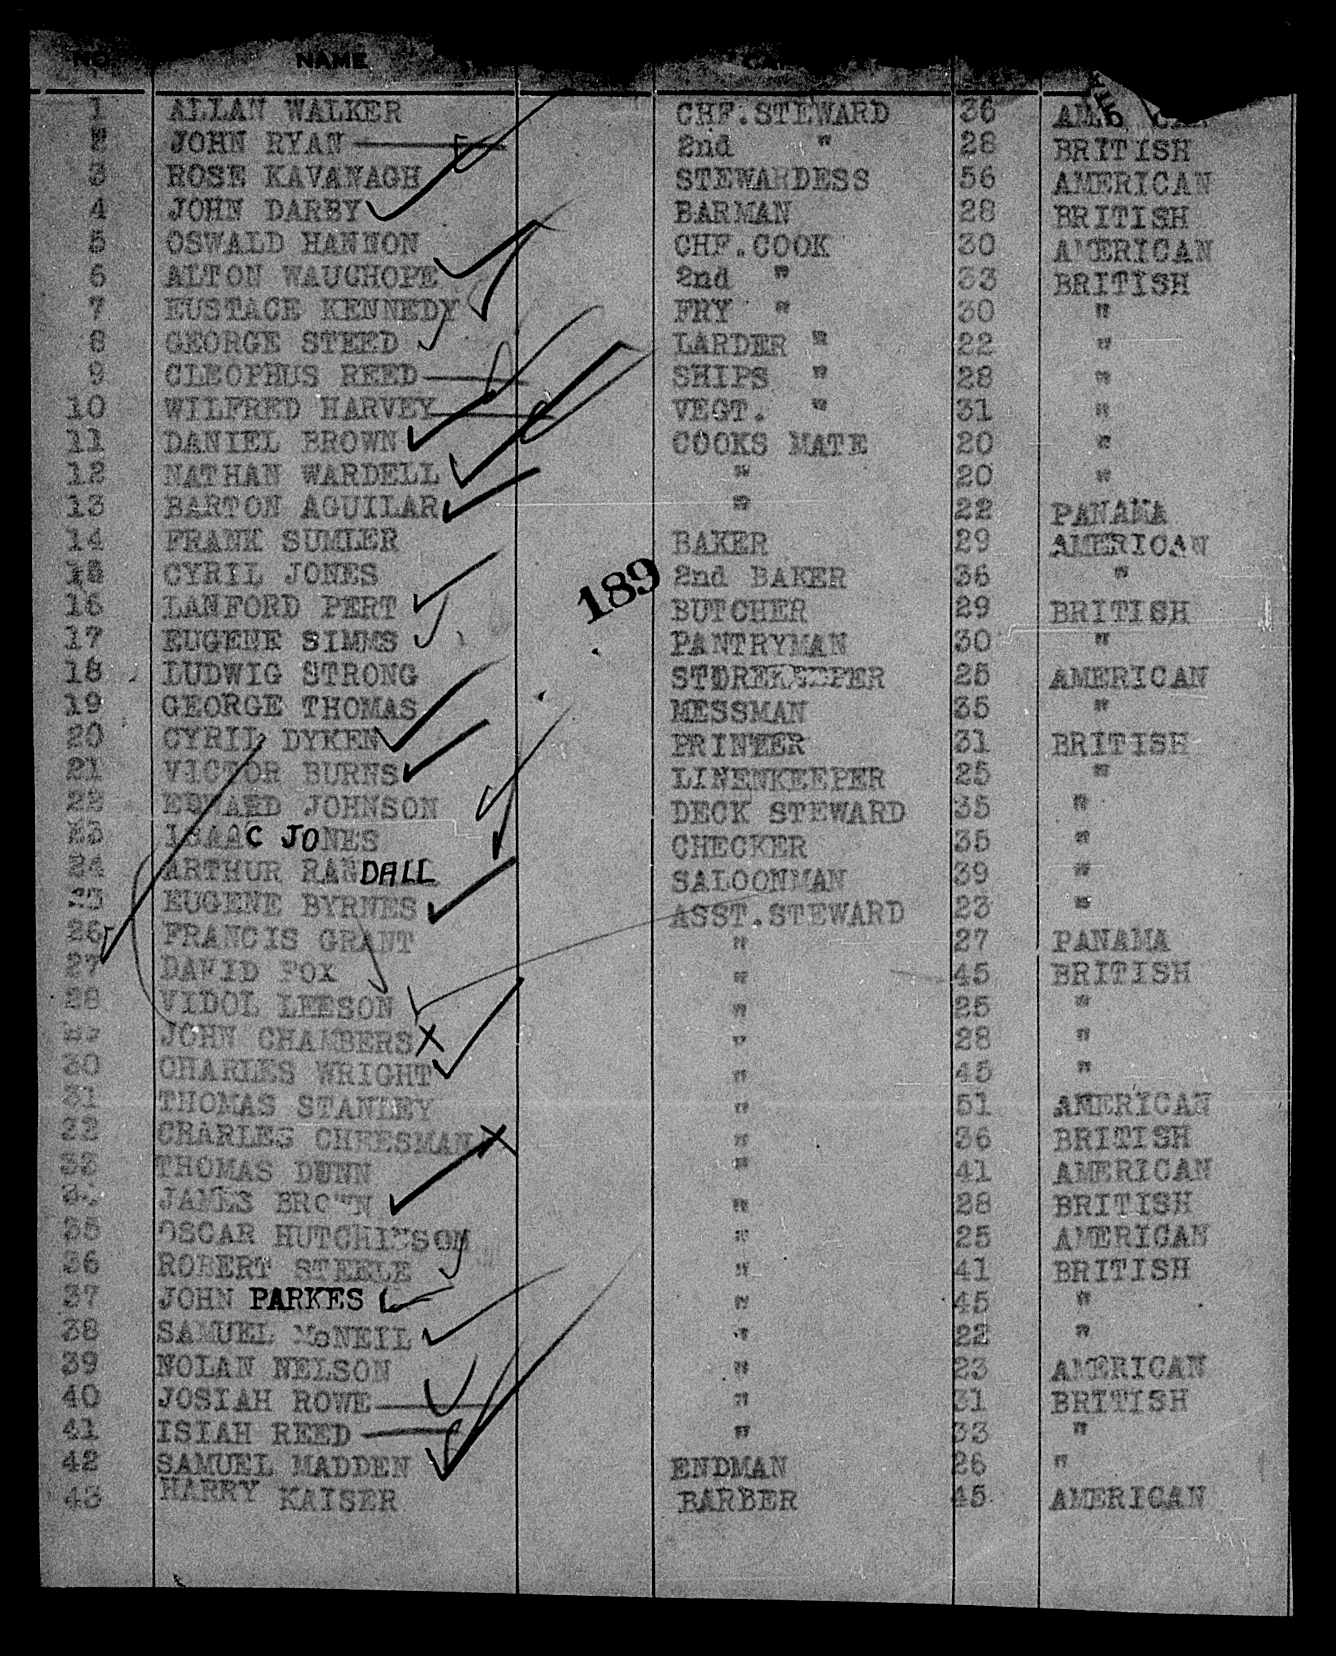 NO. NAME
1 ALLAN WALKER CHF.STEWARD 36
2 JOHN RYAN 2nd " 28 BRITISH
3 ROSE KAVANAGH STEWARDESS 56 AMERICAN
4 JOHN DARBY BARMAN 28 BRITISH
5 OSWALD HANNON CHF.COOK 30 AMERICAN
6 ALTON WAUCHOPE 2nd " 33 BRITISH
7 EUSTACE KENNEDY FRY " 30 "
8 GEORGE STEED LARDER " 22 "
9 CLEOPHUS REED SHIPS " 28 "
10 WILFRED HARVEY VEGT. " 31 "
11 DANIEL BROWN COOKS MATE 20 "
12 NATHAN WARDELL " 20 "
13 BARTON AGUILAR " 22 PANAMA
14 FRANK SUMLER BAKER 29 AMERICAN
15 CYRIL JONES 2nd BAKER 36 "
189
16 LANFORD PERT BUTCHER 29 BRITISH
17 EUGENE SIMMS PANTRYMAN 30 "
18 LUDWIG STRONG STOREKEEPER 25 AMERICAN
19 GEORGE THOMAS MESSMAN 35 "
20 CYRIL DYKEN PRINTER 31 BRITISH
21 VICTOR BURNS LINENKEEPER 25 "
22 EDWARD JOHNSON DECK STEWARD 35 "
23 ISAAC JONES CHECKER 35 "
24 ARTHUR RANDALL SALOONMAN 39 "
25 EUGENE BYRNES ASST.STEWARD 23 "
26 FRANCIS GRANT " 27 PANAMA
27 DAVID FOX " 45 BRITISH
28 VIDOL LEESON " 25 "
29 JOHN CHAMBERS " 28 "
30 CHARLES WRIGHT " 45 "
31 THOMAS STANLEY " 51 AMERICAN
32 CHARLES CHEESMAN " 36 BRITISH
33 THOMAS DUNN " 41 AMERICAN
34 JAMES BROWN " 28 BRITISH
35 OSCAR HUTCHINSON " 25 AMERICAN
36 ROBERT STEELE " 41 BRITISH
37 JOHN PARKES " 45 "
38 SAMUEL McNEIL " 22 "
39 NOLAN NELSON " 23 AMERICAN
40 JOSIAH ROWE " 31 BRITISH
41 ISIAH REED " 33 "
42 SAMUEL MADDEN ENDMAN 26 "
43 HARRY KAISER BARBER 45 AMERICAN